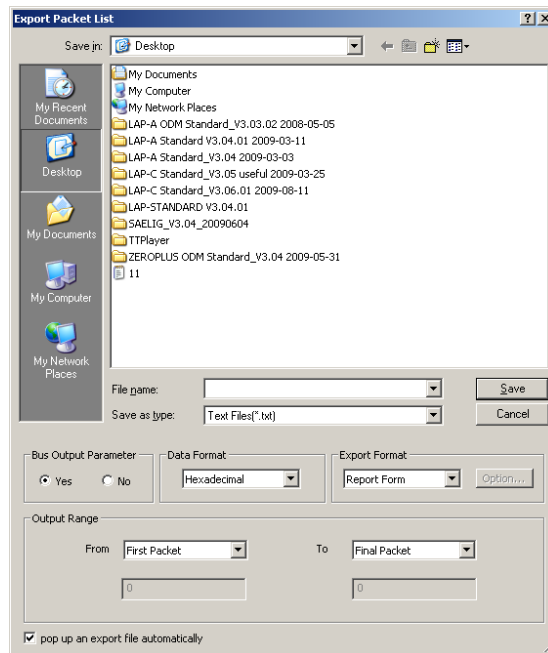 Export Packet List
Save in: Desktop
My Recent Documents
Desktop
My Documents
My Computer
My Network Places
My Documents
My Computer
My Network Places
LAP-A ODM Standard_V3.03.02 2008-05-05
LAP-A Standard V3.04.01 2009-03-11
LAP-A Standard_V3.04 2009-03-03
LAP-C Standard_V3.05 useful 2009-03-25
LAP-C Standard_V3.06.01 2009-08-11
LAP-STANDARD V3.04.01
SAELIG_V3.04_20090604
TTPlayer
ZEROPLUS ODM Standard_V3.04 2009-05-31
11
File name:
Save
Save as type: Text Files(*.txt)
Cancel
Bus Output Parameter
Yes No
Data Format
Hexadecimal
Export Format
Report Form Option...
Output Range
From First Packet To Final Packet
0 0
pop up an export file automatically